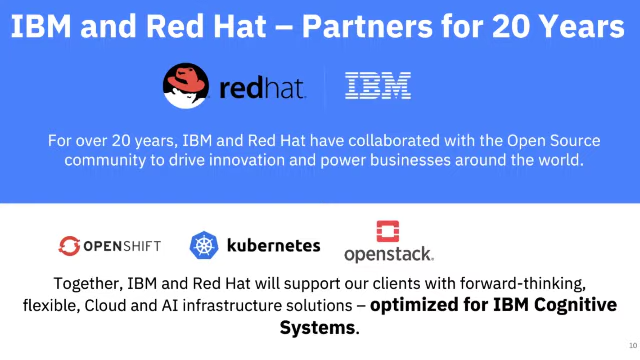 IBM and Red Hat – Partners for 20 Years
redhat.
IBM
For over 20 years, IBM and Red Hat have collaborated with the Open Source
community to drive innovation and power businesses around the world.
OPENSHIFT
kubernetes
openstack.
Together, IBM and Red Hat will support our clients with forward-thinking,
flexible, Cloud and AI infrastructure solutions – optimized for IBM Cognitive
Systems.
10